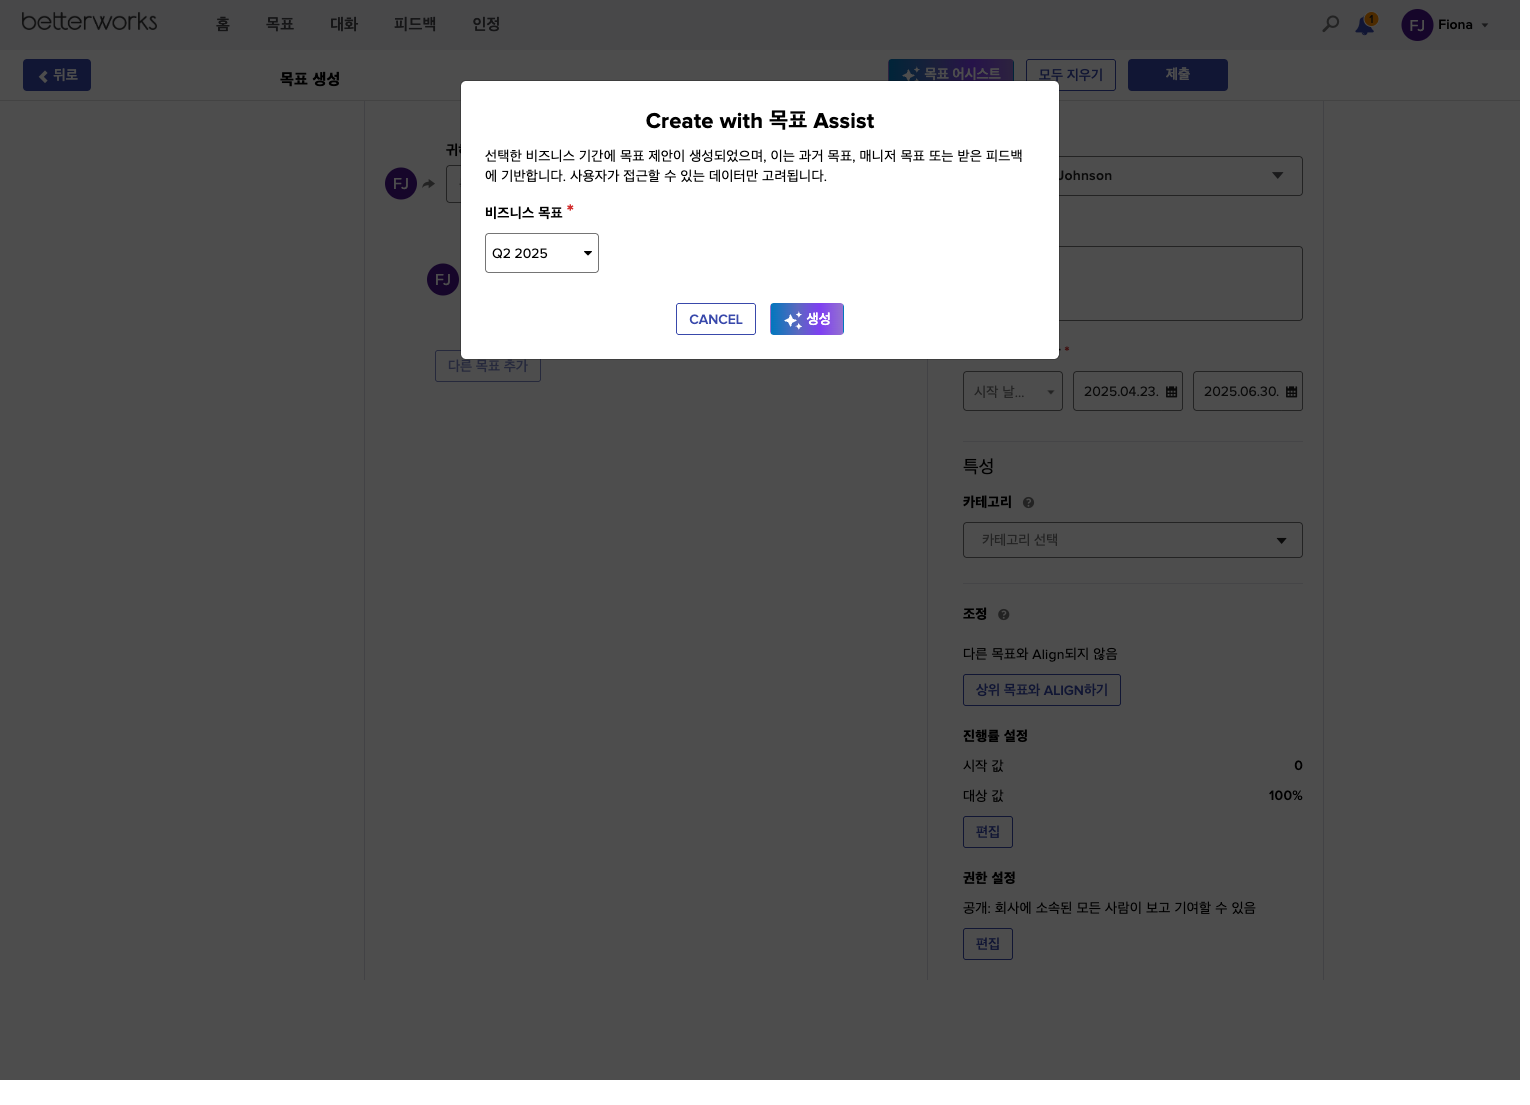 betterworks 홈 목표 대화 피드백 인정 1 FJ Fiona
뒤로 목표 생성 목표 어시스트 모두 지우기 제출
Create with 목표 Assist
선택한 비즈니스 기간에 목표 제안이 생성되었으며, 이는 과거 목표, 매니저 목표 또는 받은 피드백
에 기반합니다. 사용자가 접근할 수 있는 데이터만 고려됩니다.
비즈니스 목표 *
Q2 2025
CANCEL 생성
FJ
FJ
다른 목표 추가
Johnson
*
시작 날... 2025.04.23. 2025.06.30.
특성
카테고리 ?
카테고리 선택
조정 ?
다른 목표와 Align되지 않음
상위 목표와 ALIGN하기
진행률 설정
시작 값 0
대상 값 100%
편집
권한 설정
공개: 회사에 소속된 모든 사람이 보고 기여할 수 있음
편집